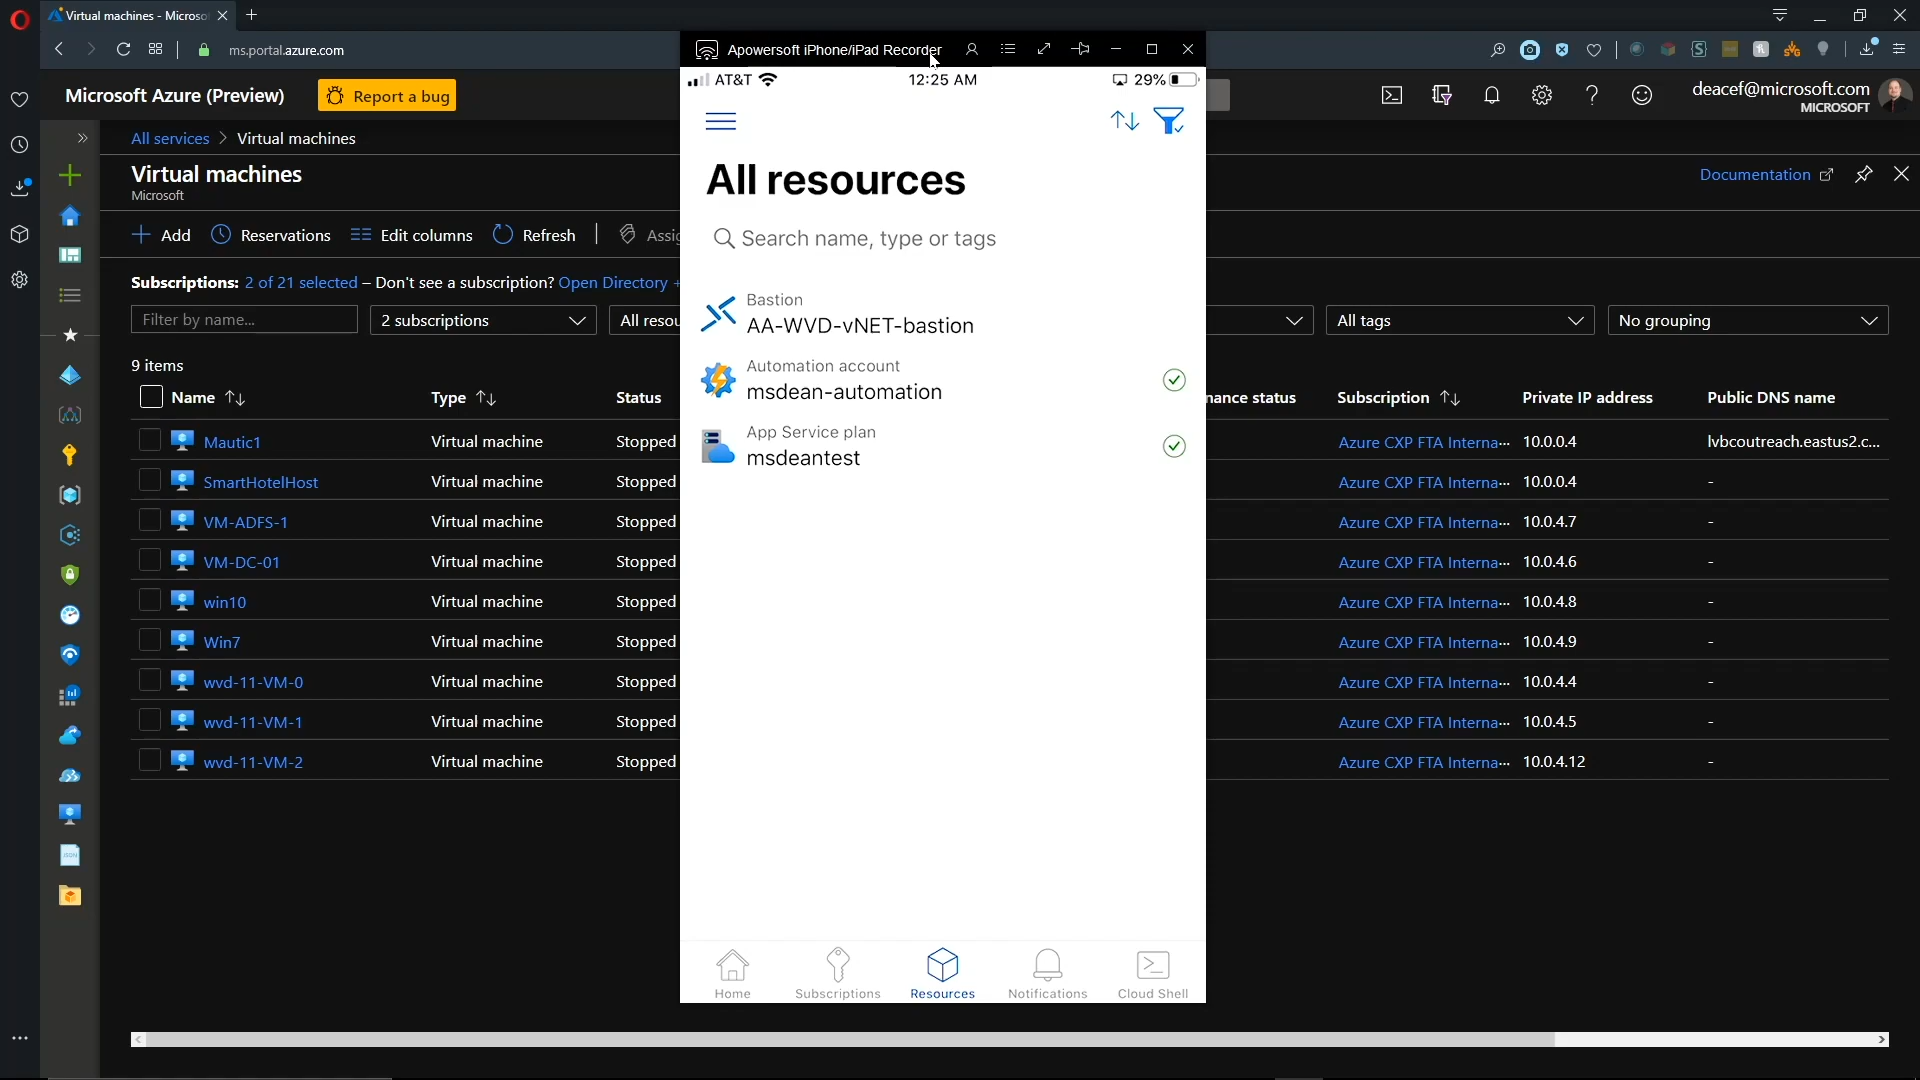 Virtual machines - Microso
ms.portal.azure.com
Apowersoft iPhone/iPad Recorder
AT&T
12:25 AM
29%
Microsoft Azure (Preview)
Report a bug
deacef@microsoft.com
MICROSOFT
All services > Virtual machines
Virtual machines
Microsoft
Documentation
Add
Reservations
Edit columns
Refresh
Assig
Subscriptions: 2 of 21 selected – Don't see a subscription? Open Directory +
Filter by name...
2 subscriptions
All resou
All tags
No grouping
9 items
Name
Type
Status
nance status
Subscription
Private IP address
Public DNS name
Mautic1 Virtual machine Stopped Azure CXP FTA Interna... 10.0.0.4 lvbcoutreach.eastus2.c...
SmartHotelHost Virtual machine Stopped Azure CXP FTA Interna... 10.0.0.4 -
VM-ADFS-1 Virtual machine Stopped Azure CXP FTA Interna... 10.0.4.7 -
VM-DC-01 Virtual machine Stopped Azure CXP FTA Interna... 10.0.4.6 -
win10 Virtual machine Stopped Azure CXP FTA Interna... 10.0.4.8 -
Win7 Virtual machine Stopped Azure CXP FTA Interna... 10.0.4.9 -
wvd-11-VM-0 Virtual machine Stopped Azure CXP FTA Interna... 10.0.4.4 -
wvd-11-VM-1 Virtual machine Stopped Azure CXP FTA Interna... 10.0.4.5 -
wvd-11-VM-2 Virtual machine Stopped Azure CXP FTA Interna... 10.0.4.12 -
All resources
Search name, type or tags
Bastion
AA-WVD-vNET-bastion
Automation account
msdean-automation
App Service plan
msdeantest
Home
Subscriptions
Resources
Notifications
Cloud Shell